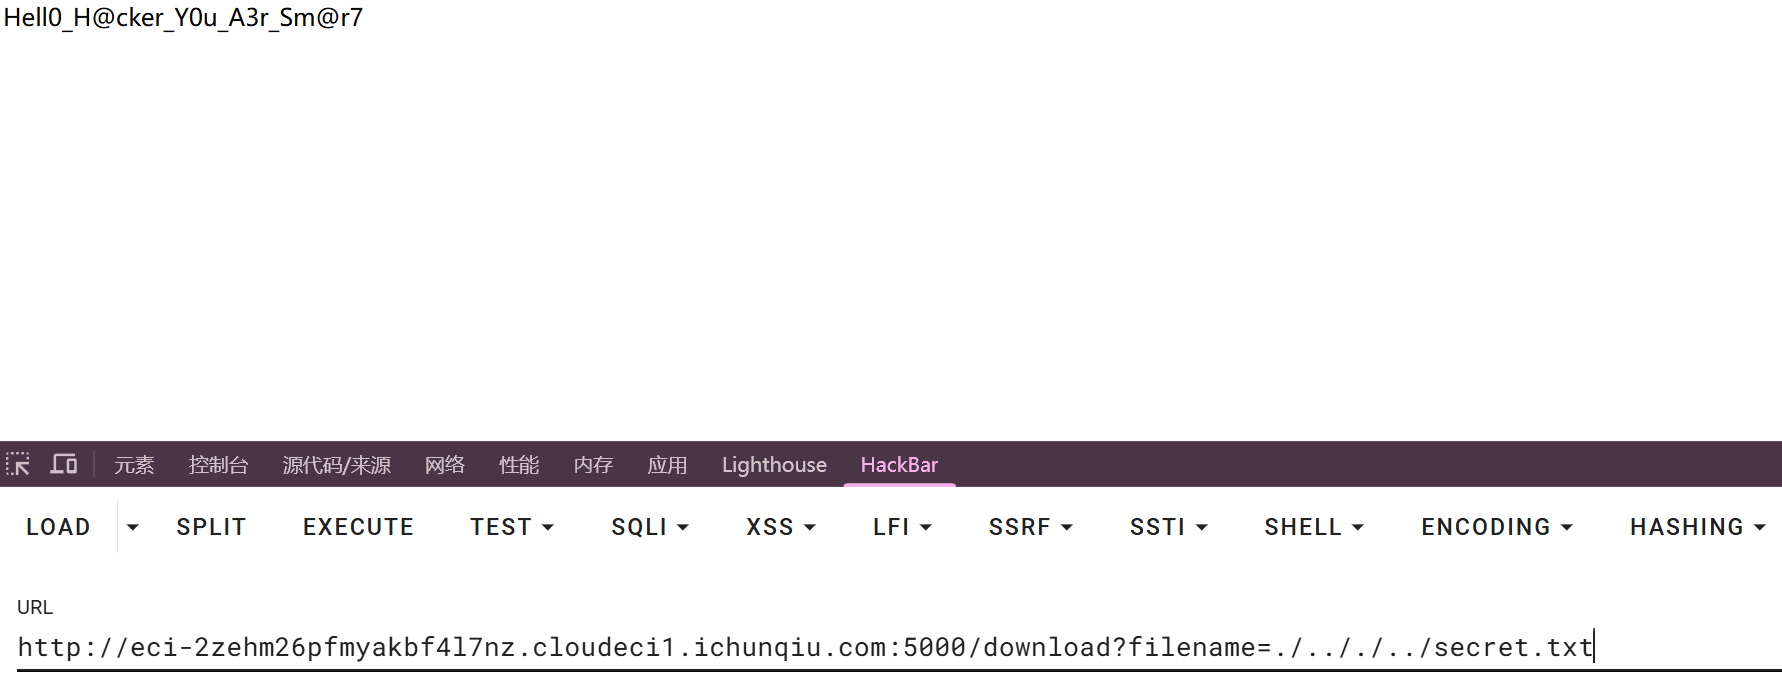 Hell0_H@cker_Y0u_A3r_Sm@r7
元素 控制台 源代码/来源 网络 性能 内存 应用 Lighthouse HackBar
LOAD SPLIT EXECUTE TEST SQLI XSS LFI SSRF SSTI SHELL ENCODING HASHING
URL
http://eci-2zehm26pfmyakbf4l7nz.cloudeci1.ichunqiu.com:5000/download?filename=./.././../secret.txt